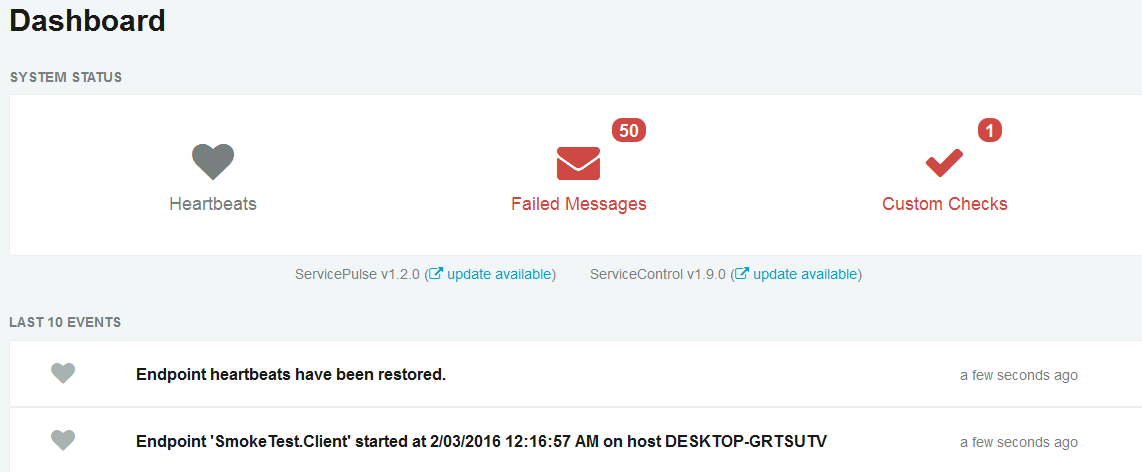 Dashboard
SYSTEM STATUS
50
1
Heartbeats
Failed Messages
Custom Checks
ServicePulse v1.2.0 ( update available)
ServiceControl v1.9.0 ( update available)
LAST 10 EVENTS
Endpoint heartbeats have been restored.
a few seconds ago
Endpoint 'SmokeTest.Client' started at 2/03/2016 12:16:57 AM on host DESKTOP-GRTSUTV
a few seconds ago